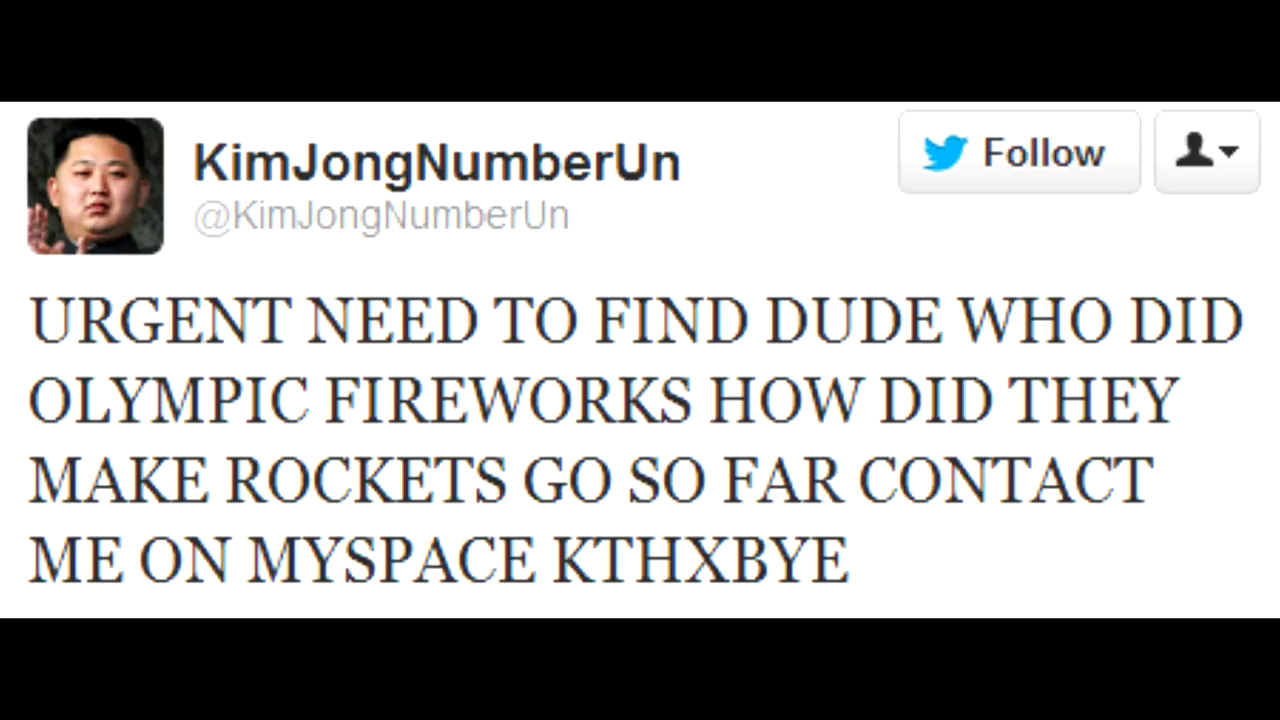 KimJongNumberUn
@KimJongNumberUn
Follow
URGENT NEED TO FIND DUDE WHO DID
OLYMPIC FIREWORKS HOW DID THEY
MAKE ROCKETS GO SO FAR CONTACT
ME ON MYSPACE KTHXBYE